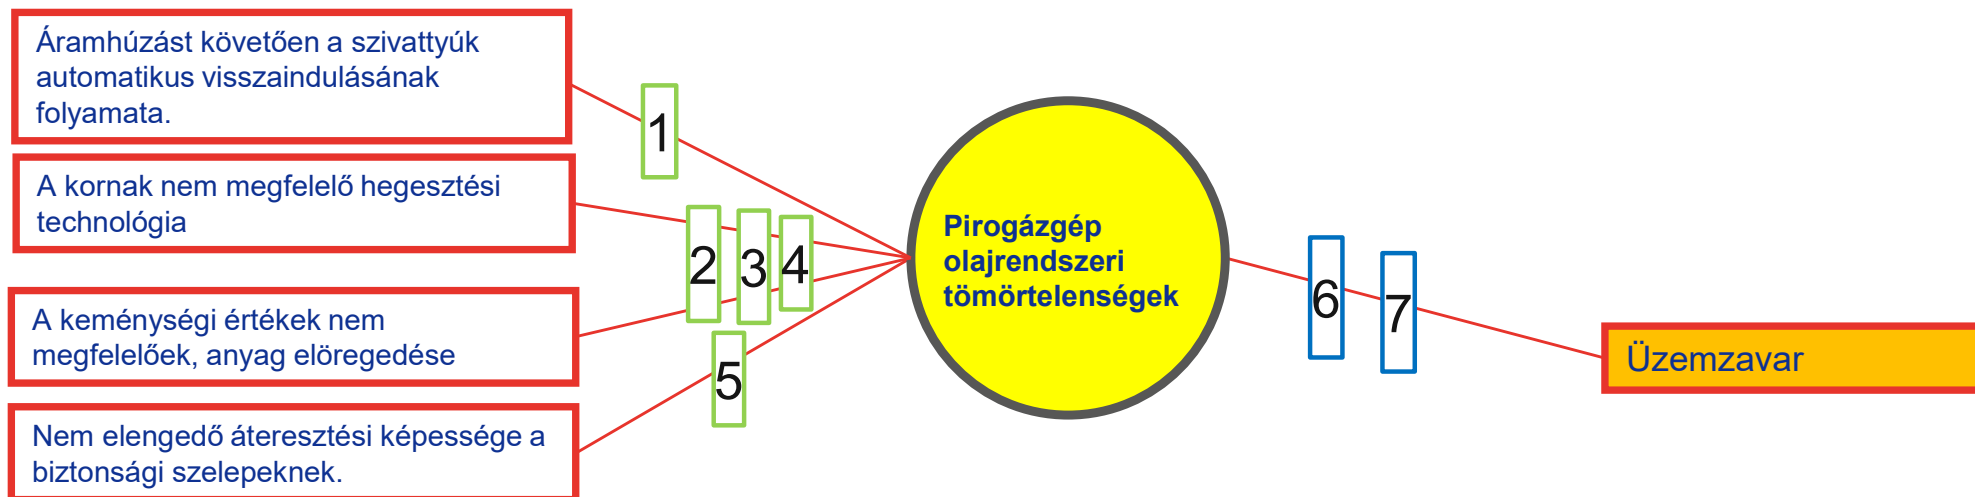 Áramhúzást követően a szivattyúk
automatikus visszaindulásának
folyamata.
1
A kornak nem megfelelő hegesztési
technológia
2
3
4
A keménységi értékek nem
megfelelőek, anyag elöregedése
5
Nem elengedő áteresztési képessége a
biztonsági szelepeknek.
Pirogázgép
olajrendszeri
tömörtelenségek
6
7
Üzemzavar